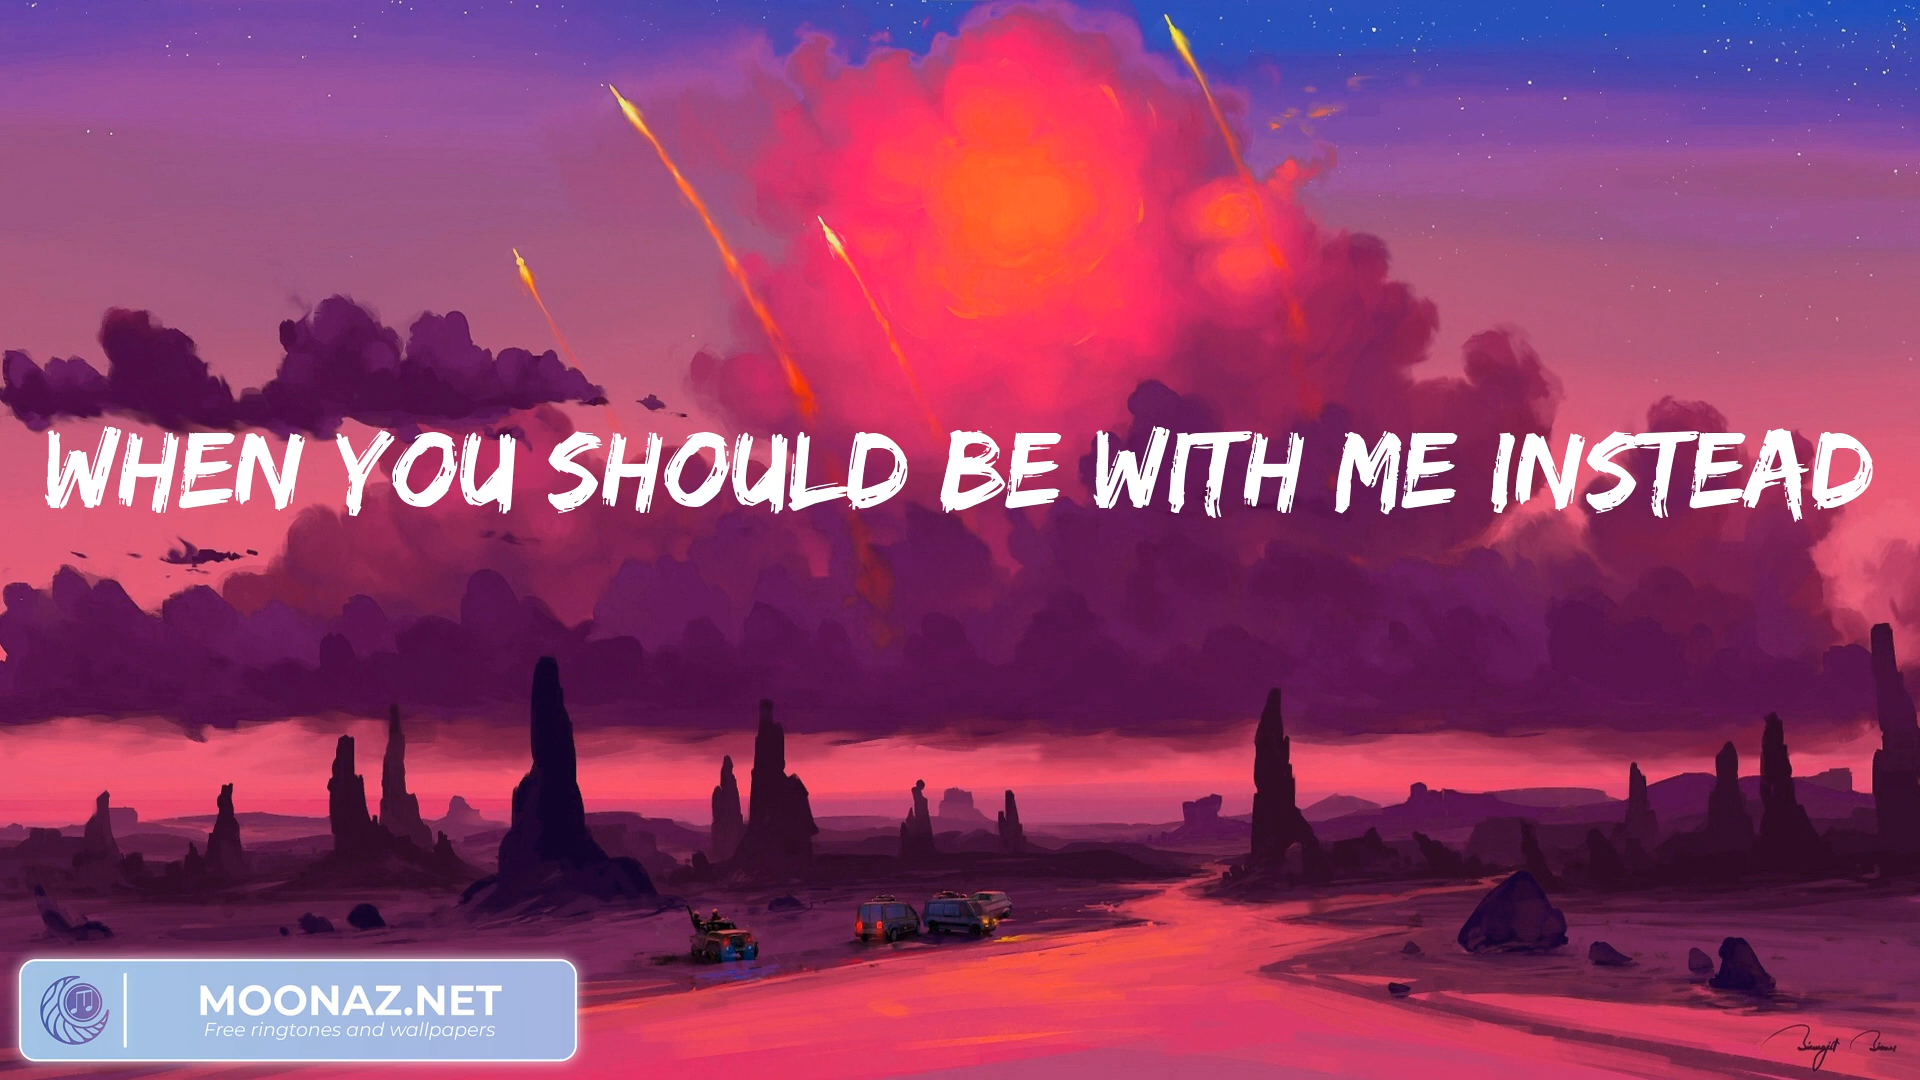 WHEN YOU SHOULD BE WITH ME INSTEAD
MOONAZ.NET
Free ringtones and wallpapers